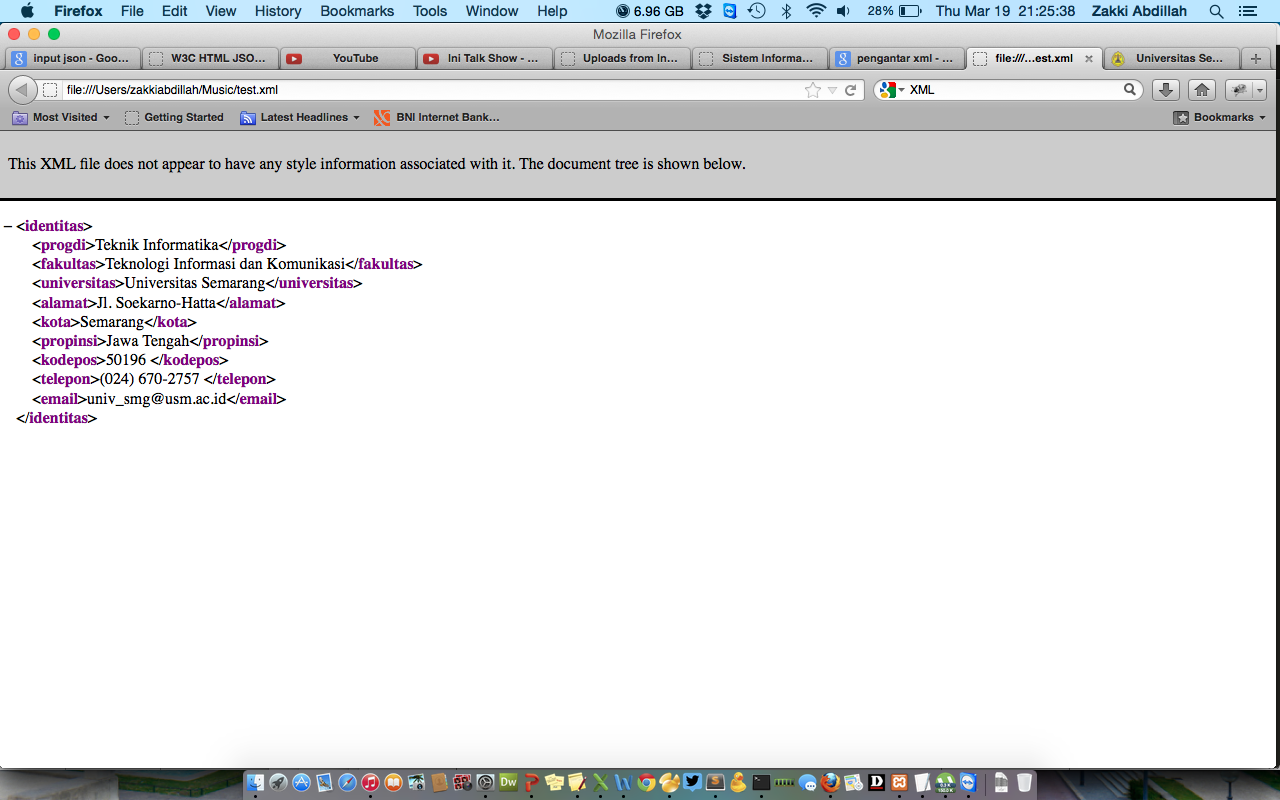 Firefox File Edit View History Bookmarks Tools Window Help 6.96 GB 28% Thu Mar 19 21:25:38 Zakki Abdillah
Mozilla Firefox
input json - Goo... W3C HTML JSO... YouTube Ini Talk Show - ... Uploads from In... Sistem Informa... pengantar xml - ... file:///...est.xml Universitas Se...
file:///Users/zakkiabdillah/Music/test.xml XML
Most Visited Getting Started Latest Headlines BNI Internet Bank... Bookmarks
This XML file does not appear to have any style information associated with it. The document tree is shown below.
– <identitas>
<progdi>Teknik Informatika</progdi>
<fakultas>Teknologi Informasi dan Komunikasi</fakultas>
<universitas>Universitas Semarang</universitas>
<alamat>Jl. Soekarno-Hatta</alamat>
<kota>Semarang</kota>
<propinsi>Jawa Tengah</propinsi>
<kodepos>50196 </kodepos>
<telepon>(024) 670-2757 </telepon>
<email>univ_smg@usm.ac.id</email>
</identitas>
Dw